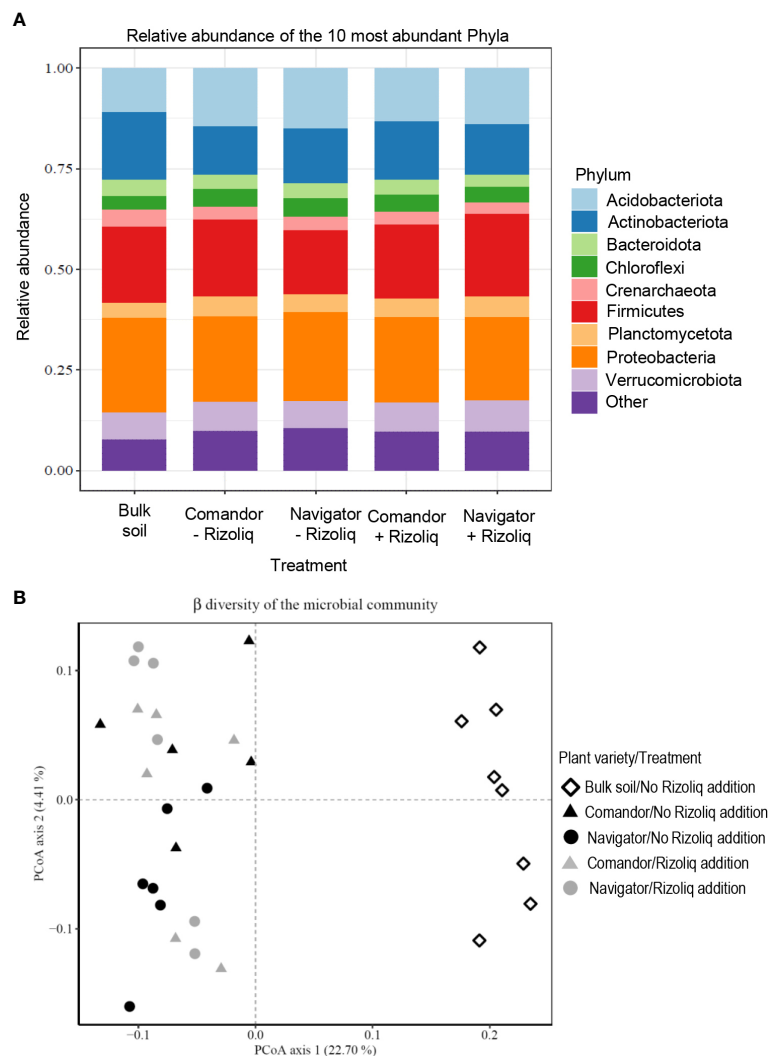 A
Relative abundance of the 10 most abundant Phyla
Relative abundance
1.00
0.75
0.50
0.25
0.00
Bulk soil
Comandor - Rizoliq
Navigator - Rizoliq
Comandor + Rizoliq
Navigator + Rizoliq
Treatment
Phylum
Acidobacteriota
Actinobacteriota
Bacteroidota
Chloroflexi
Crenarchaeota
Firmicutes
Planctomycetota
Proteobacteria
Verrucomicrobiota
Other
B
β diversity of the microbial community
PCoA axis 2 (4.41 %)
0.1
0.0
−0.1
−0.1
0.0
0.1
0.2
PCoA axis 1 (22.70 %)
Plant variety/Treatment
Bulk soil/No Rizoliq addition
Comandor/No Rizoliq addition
Navigator/No Rizoliq addition
Comandor/Rizoliq addition
Navigator/Rizoliq addition